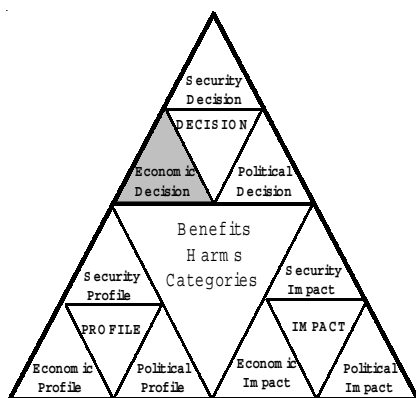 Security
Decision
DECISION
Economic
Decision
Political
Decision
Benefits
Harms
Categories
Security
Profile
Security
Impact
PROFILE
IMPACT
Economic
Profile
Political
Profile
Economic
Impact
Political
Impact